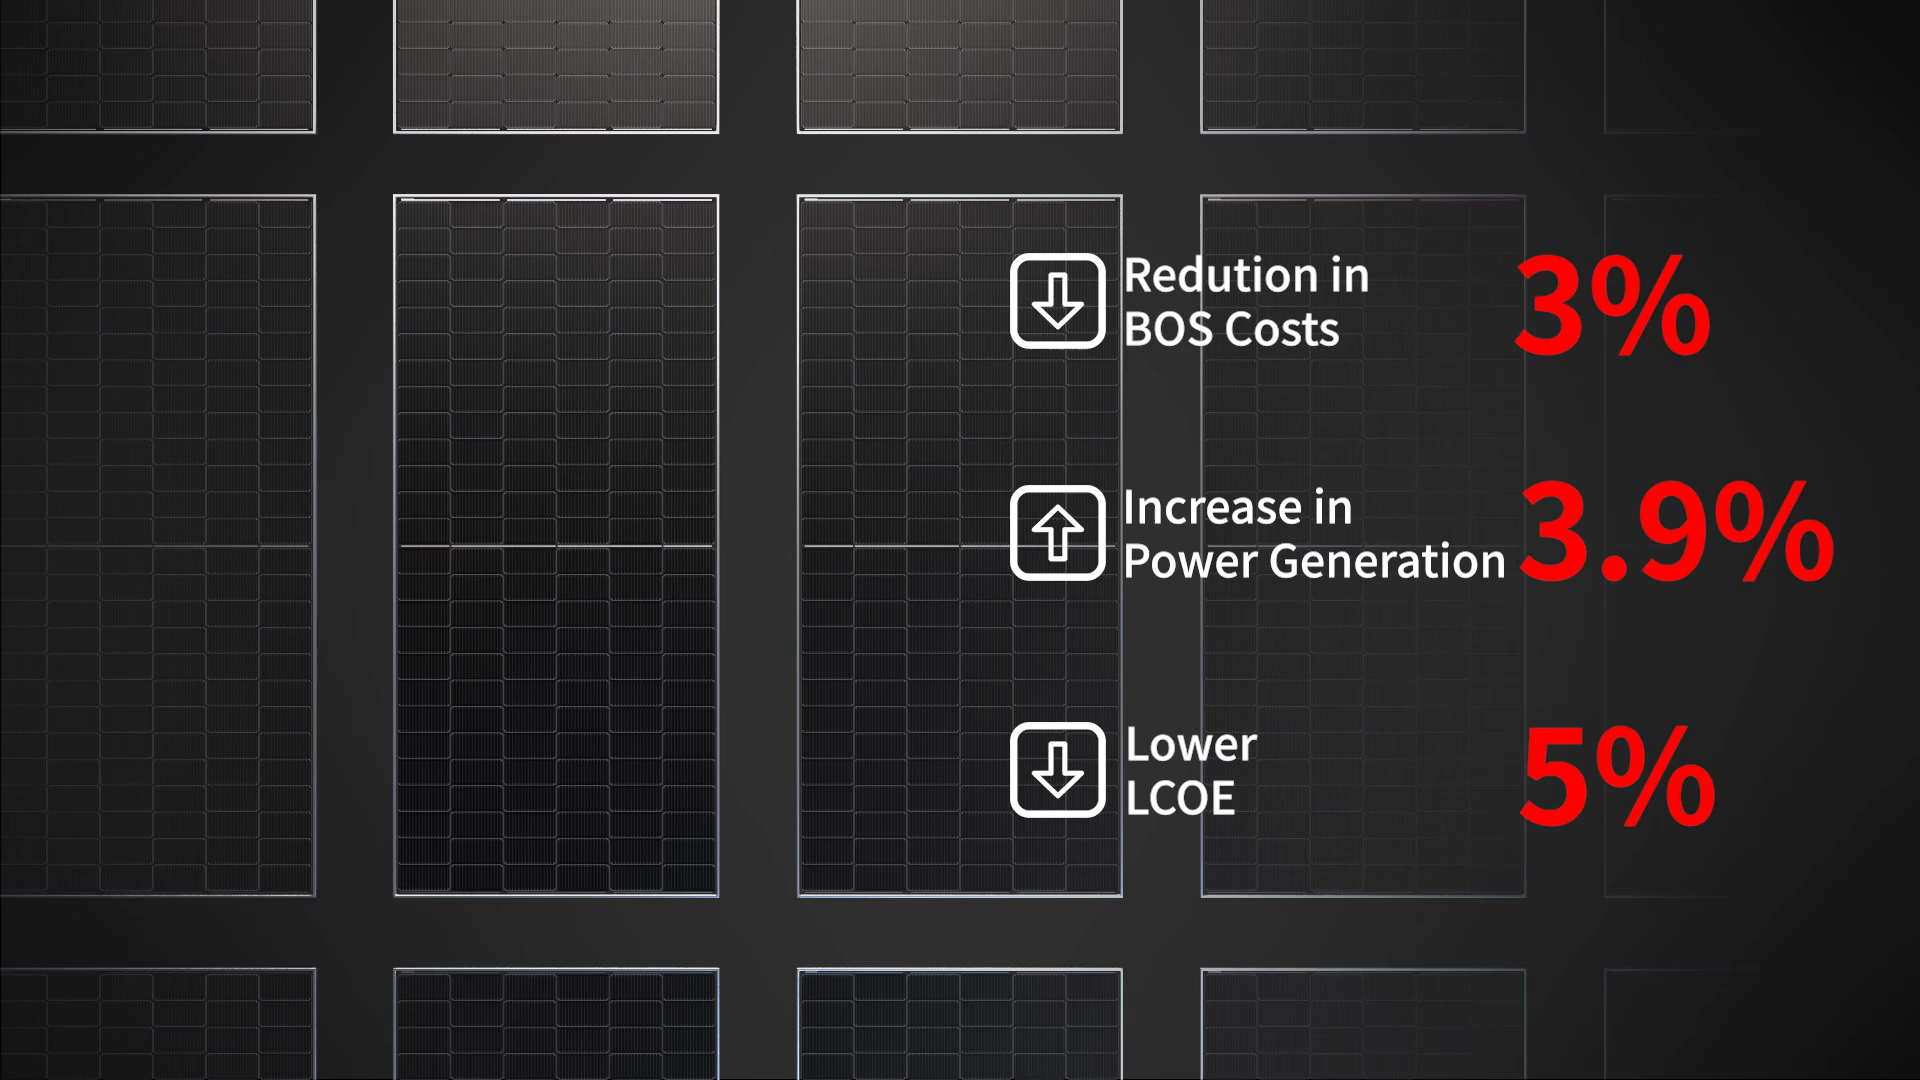 Redution in
BOS Costs
3%
Increase in
Power Generation
3.9%
Lower
LCOE
5%